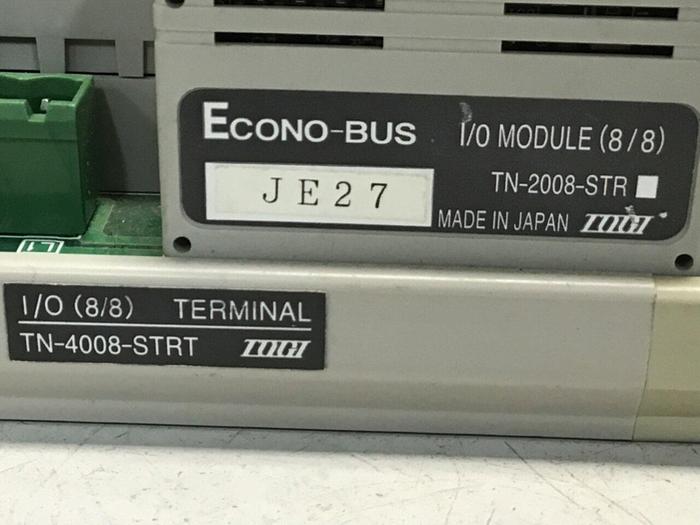 ECONO-BUS I/O MODULE (8/8)
JE27 TN-2008-STR
MADE IN JAPAN TOGI
L1
I/O (8/8) TERMINAL
TN-4008-STRT TOGI